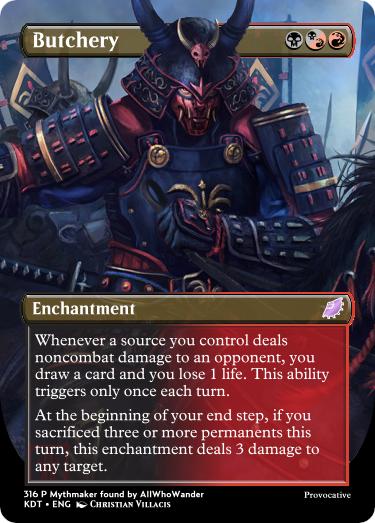 Butchery
Enchantment
Whenever a source you control deals
noncombat damage to an opponent, you
draw a card and you lose 1 life. This ability
triggers only once each turn.
At the beginning of your end step, if you
sacrificed three or more permanents this
turn, this enchantment deals 3 damage to
any target.
316 P Mythmaker found by AllWhoWander
KDT • ENG Christian Villacis
Provocative